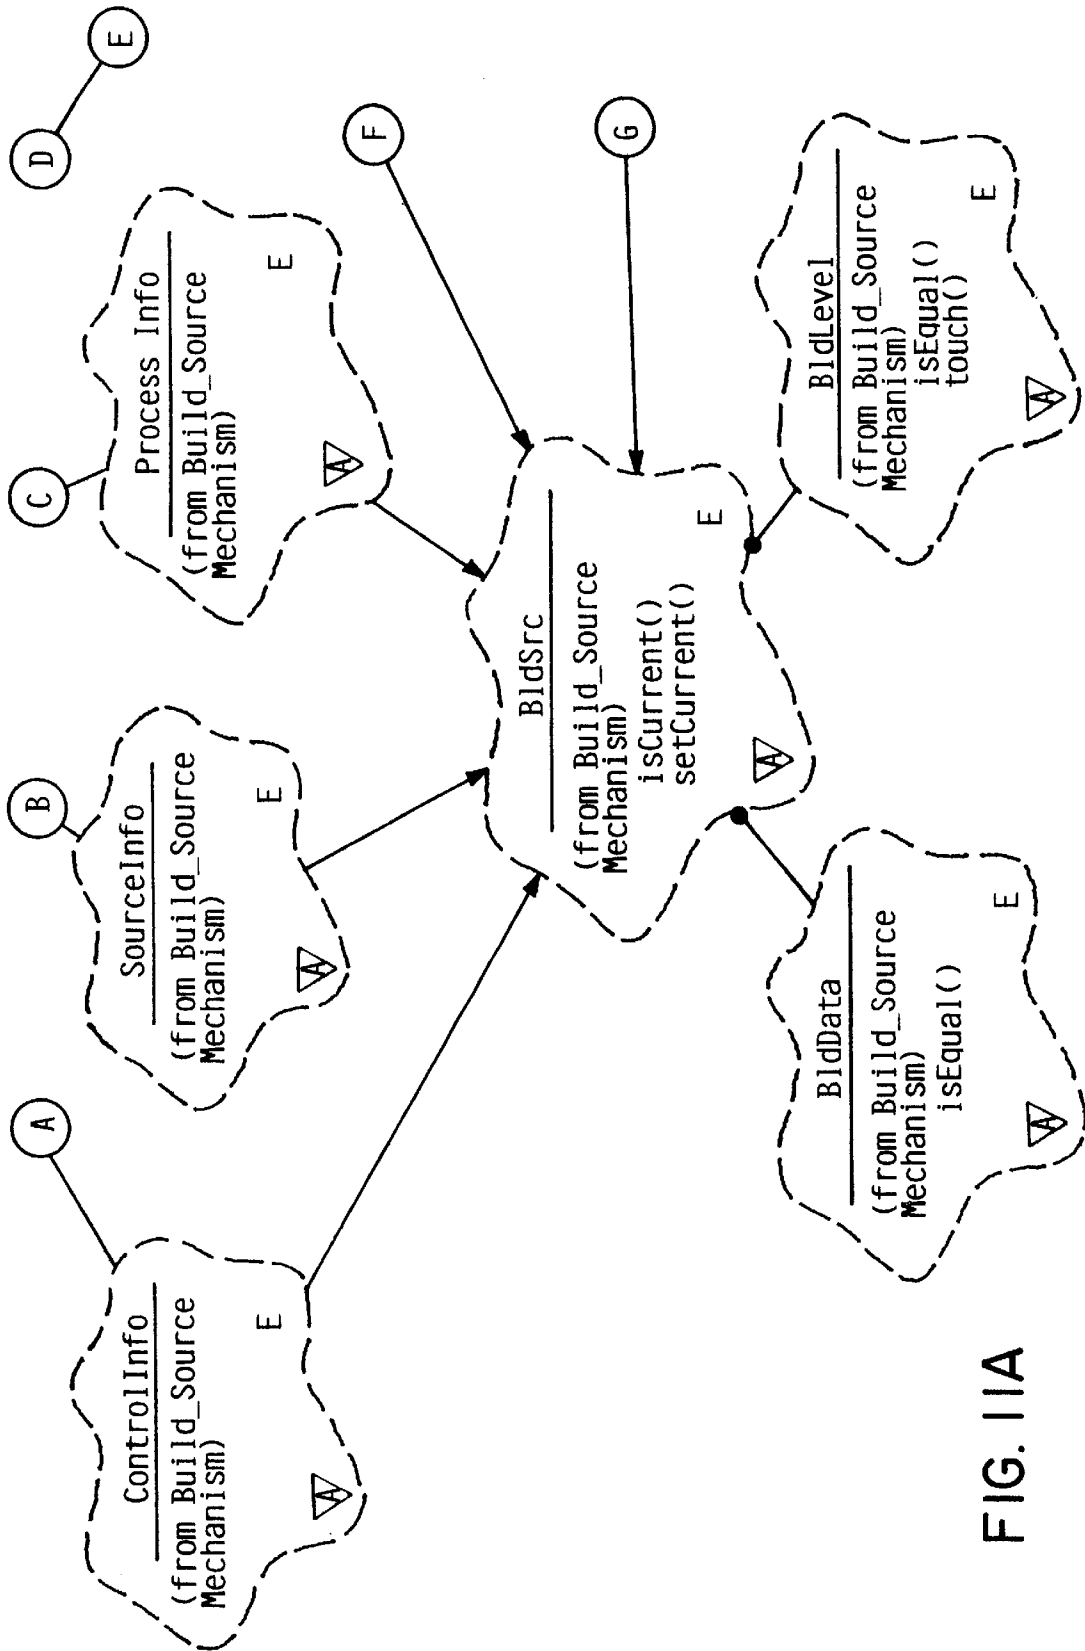 A
B
C
D
E
ControlInfo
(from Build_Source
Mechanism)
E
A
SourceInfo
(from Build_Source
Mechanism)
E
A
Process Info
(from Build_Source
Mechanism)
E
A
F
BldSrc
(from Build_Source
Mechanism)
isCurrent()
setCurrent()
E
A
G
BldData
(from Build_Source
Mechanism)
isEqual()
E
A
BldLevel
(from Build_Source
Mechanism)
isEqual()
touch()
E
A
FIG. 11A